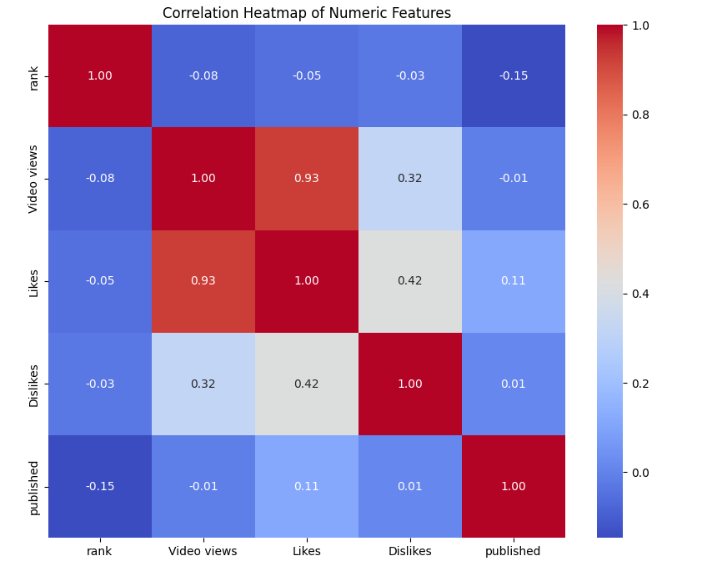 Correlation Heatmap of Numeric Features
rank 1.00 -0.08 -0.05 -0.03 -0.15
Video views -0.08 1.00 0.93 0.32 -0.01
Likes -0.05 0.93 1.00 0.42 0.11
Dislikes -0.03 0.32 0.42 1.00 0.01
published -0.15 -0.01 0.11 0.01 1.00
rank Video views Likes Dislikes published
1.0
0.8
0.6
0.4
0.2
0.0